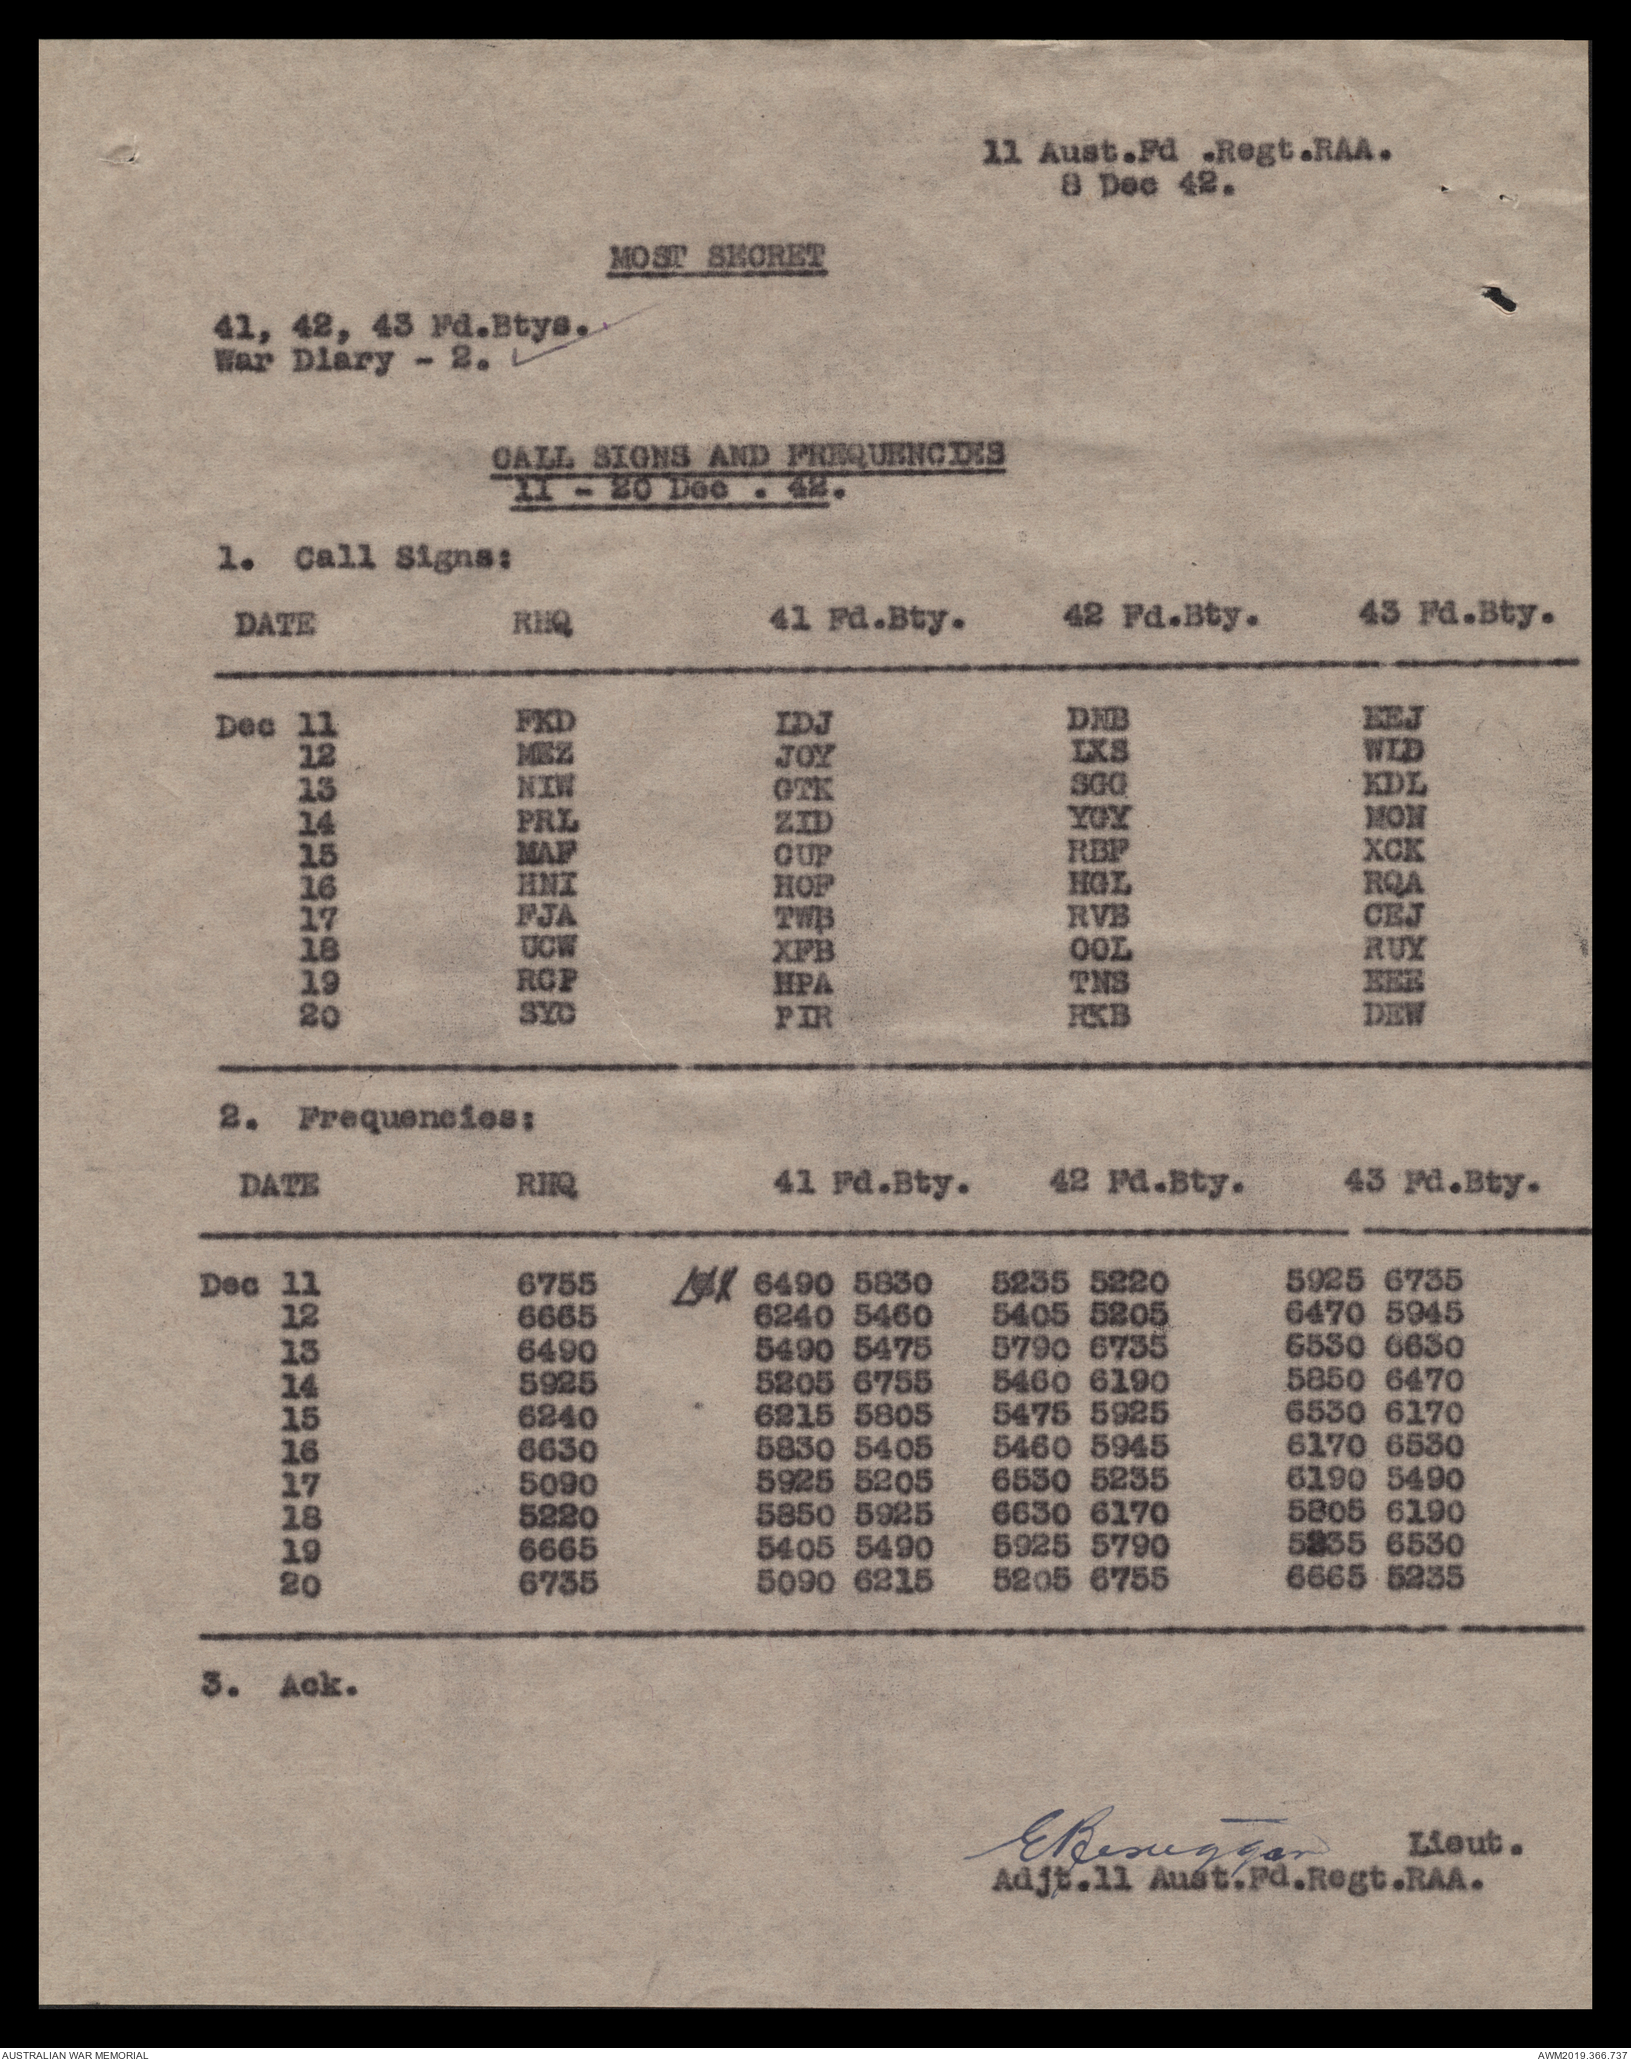 11 Aust.Fd .Regt.RAA.
8 Dec 42.
MOST SECRET
41, 42, 43 Fd.Btys.
War Diary - 2.
CALL SIGNS AND FREQUENCIES
11 - 20 Dec . 42.
1. Call Signs:
DATE RHQ 41 Fd.Bty. 42 Fd.Bty. 43 Fd.Bty.
Dec 11 FKD LDJ DNB EEJ
12 MEZ JOY LXS WLD
13 NIW GTK SGG KDL
14 PRL ZID YGY MON
15 MAF CUP XCK
16 HNI HGL RQA
17 FJA TWB RVB CEJ
18 UCW XFB OOL RUY
19 HPA TNS EEE
20 SYC RKB DEW
2. Frequencies:
DATE RHQ 41 Fd.Bty. 42 Fd.Bty. 43 Fd.Bty.
Dec 11 6755 6490 5830 5235 5220 5925 6735
12 6665 6240 5460 5405 5205 6470 5945
13 6490 5490 5475 5790 6735 6530 6630
14 5925 5205 6755 5460 6190 5850 6470
15 6240 6215 5805 5475 5925 6530 6170
16 6630 5830 5405 5460 5945 6170 6530
17 5090 5925 5205 6530 5235 6190 5490
18 5220 5850 5925 6630 6170 5805 6190
19 6665 5405 5490 5925 5790 6530
20 6735 5090 6215 5205 6755 6665 5235
3. Ack.
Lieut.
Adjt.11 Aust.Fd.Regt.RAA.
AUSTRALIAN WAR MEMORIAL
AWM2019.366.737